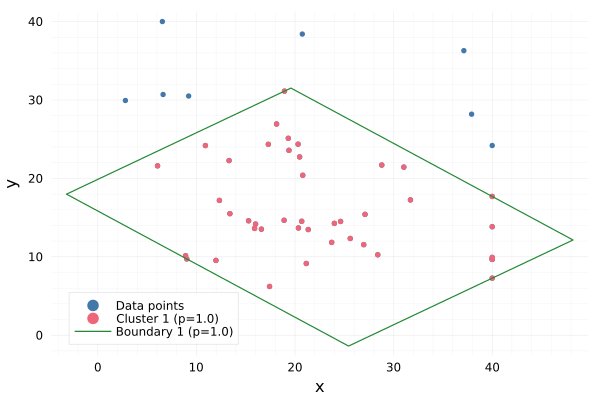 40
30
20
10
0
y
Data points
Cluster 1 (p=1.0)
Boundary 1 (p=1.0)
0 10 20 30 40
x